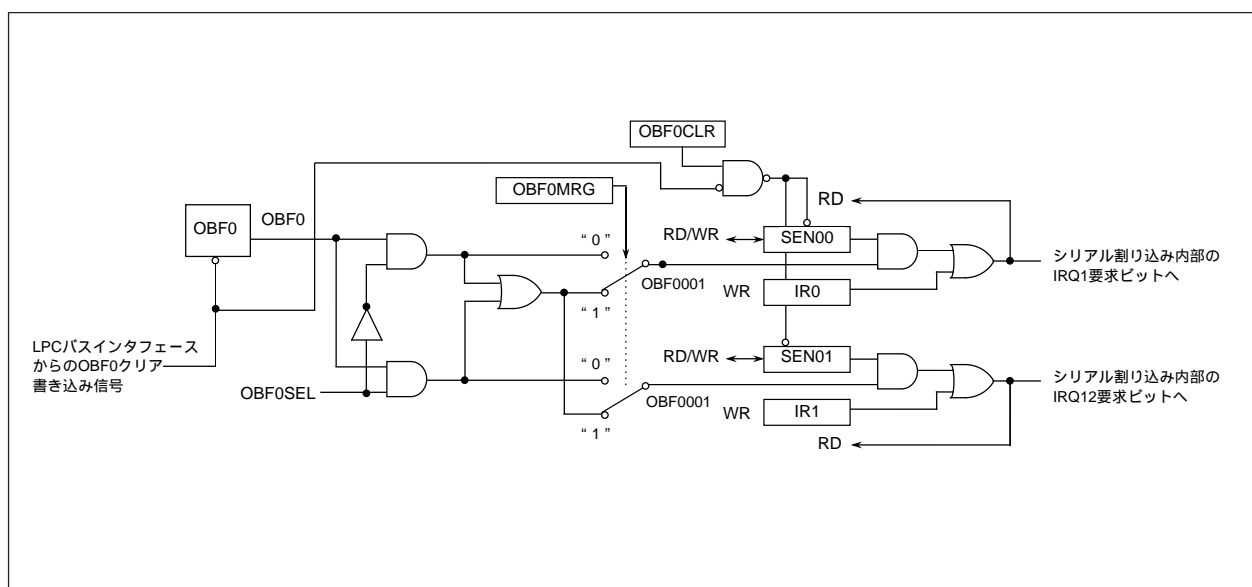 OBF0CLR
OBF0MRG
OBF0
OBF0
RD
“ 0 ”
RD/WR
SEN00
OBF0001
WR
IR0
“ 1 ”
シリアル割り込み内部の
IRQ1要求ビットへ
LPCバスインタフェース
からのOBF0クリア
書き込み信号
OBF0SEL
“ 0 ”
RD/WR
SEN01
OBF0001
WR
IR1
“ 1 ”
RD
シリアル割り込み内部の
IRQ12要求ビットへ